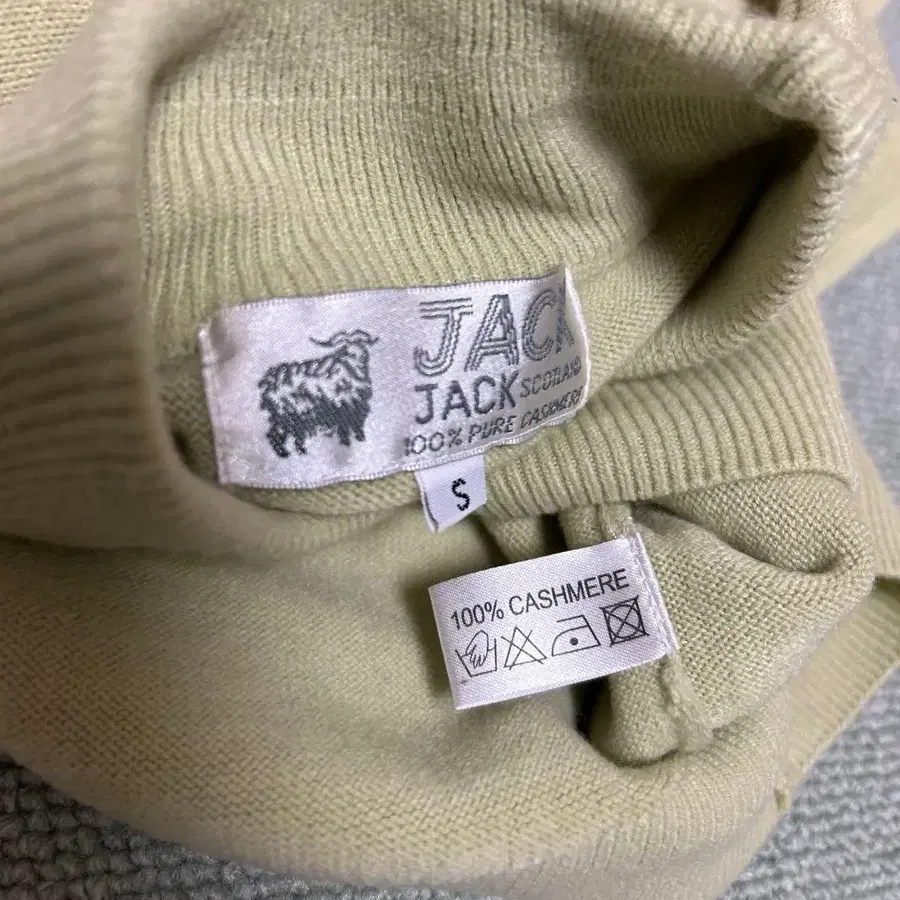 JACK
JACK SCOTLAND
100% PURE CASHMERE
S
100% CASHMERE